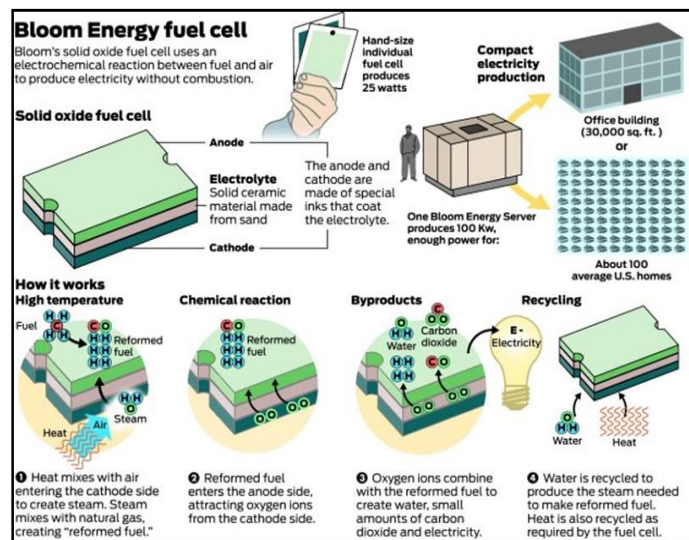 Bloom Energy fuel cell
Bloom's solid oxide fuel cell uses an
electrochemical reaction between fuel and air
to produce electricity without combustion.
Hand-size
individual
fuel cell
produces
25 watts
Compact
electricity
production
Office building
(30,000 sq. ft.)
or
One Bloom Energy Server
produces 100 Kw,
enough power for:
About 100
average U.S. homes
Solid oxide fuel cell
Anode
Electrolyte
Solid ceramic
material made
from sand
Cathode
The anode and
cathode are
made of special
inks that coat
the electrolyte.
How it works
High temperature
H H
Fuel
C
H H
C O
H H
H H
H H
Reformed
fuel
O
H H
Steam
Air
Heat
1 Heat mixes with air
entering the cathode side
to create steam. Steam
mixes with natural gas,
creating "reformed fuel."
Chemical reaction
C O
H H
H H
H H
Reformed
fuel
O O O O
2 Reformed fuel
enters the anode side,
attracting oxygen ions
from the cathode side.
Byproducts
O
H H
Water
C
O O
Carbon
dioxide
H H
H H
C O
O O O O
E -
Electricity
3 Oxygen ions combine
with the reformed fuel to
create water, small
amounts of carbon
dioxide and electricity.
Recycling
O
H H
Water
Heat
4 Water is recycled to
produce the steam needed
to make reformed fuel.
Heat is also recycled as
required by the fuel cell.